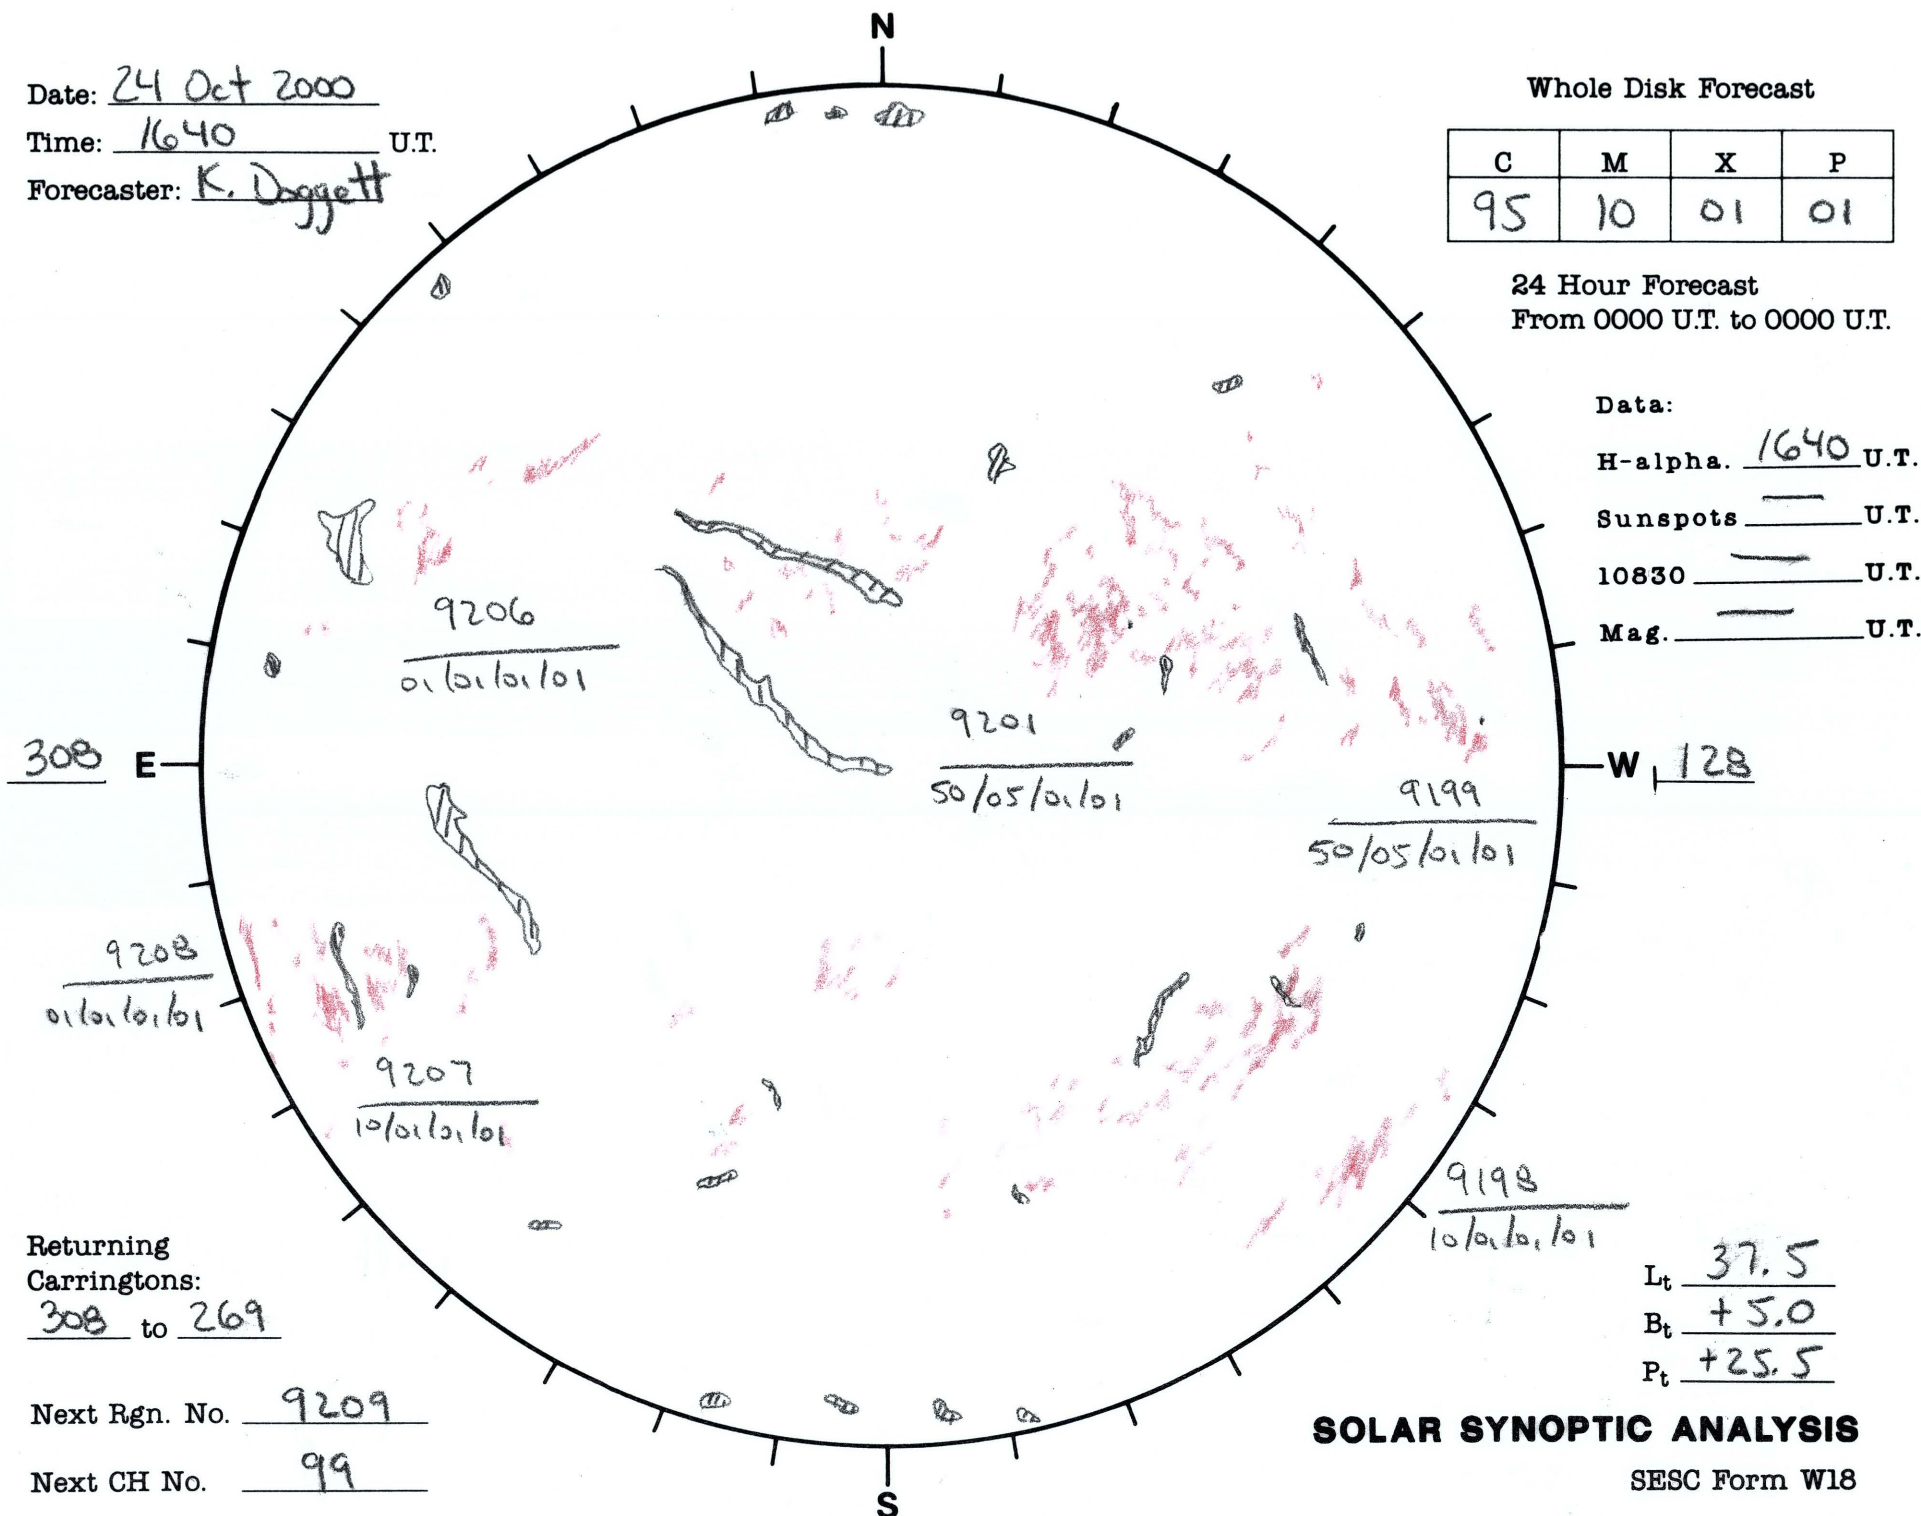 N
Date: 24 Oct 2000
Time: 1640 U.T.
Forecaster: K. Doggett
Whole Disk Forecast
C M X P
95 10 01 01
24 Hour Forecast
From 0000 U.T. to 0000 U.T.
Data:
H-alpha. 1640 U.T.
Sunspots — U.T.
10830 — U.T.
Mag. — U.T.
9206
01/01/01/01
9201
50/05/01/01
308 E
W 128
9199
50/05/01/01
9208
01/01/01/01
9207
10/01/01/01
9198
10/01/01/01
Returning
Carringtons:
308 to 269
Lt 37.5
Bt +5.0
Pt +25.5
Next Rgn. No. 9209
Next CH No. 99
S
SOLAR SYNOPTIC ANALYSIS
SESC Form W18